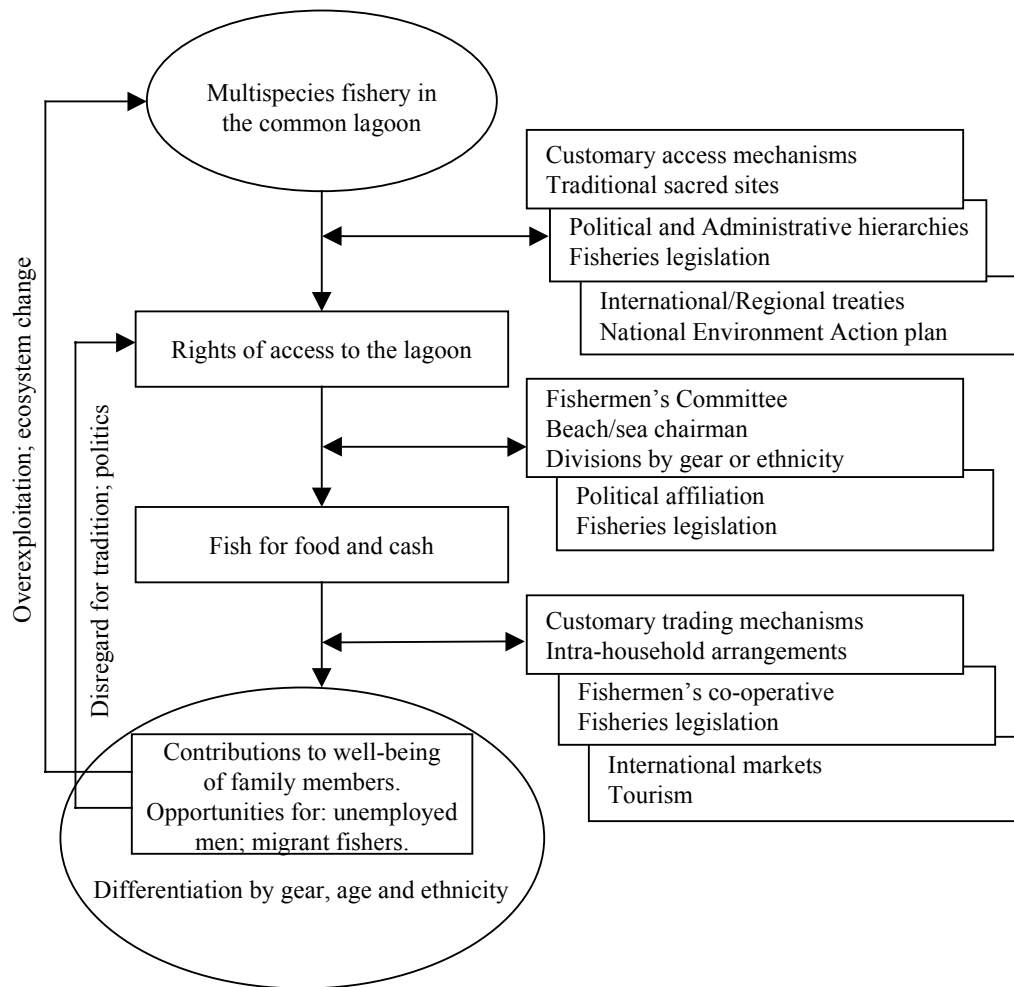 Multispecies fishery in
the common lagoon
Customary access mechanisms
Traditional sacred sites
Political and Administrative hierarchies
Fisheries legislation
International/Regional treaties
National Environment Action plan
Rights of access to the lagoon
Fishermen’s Committee
Beach/sea chairman
Divisions by gear or ethnicity
Political affiliation
Fisheries legislation
Fish for food and cash
Customary trading mechanisms
Intra-household arrangements
Fishermen’s co-operative
Fisheries legislation
International markets
Tourism
Contributions to well-being
of family members.
Opportunities for: unemployed
men; migrant fishers.
Differentiation by gear, age and ethnicity
Overexploitation; ecosystem change
Disregard for tradition; politics